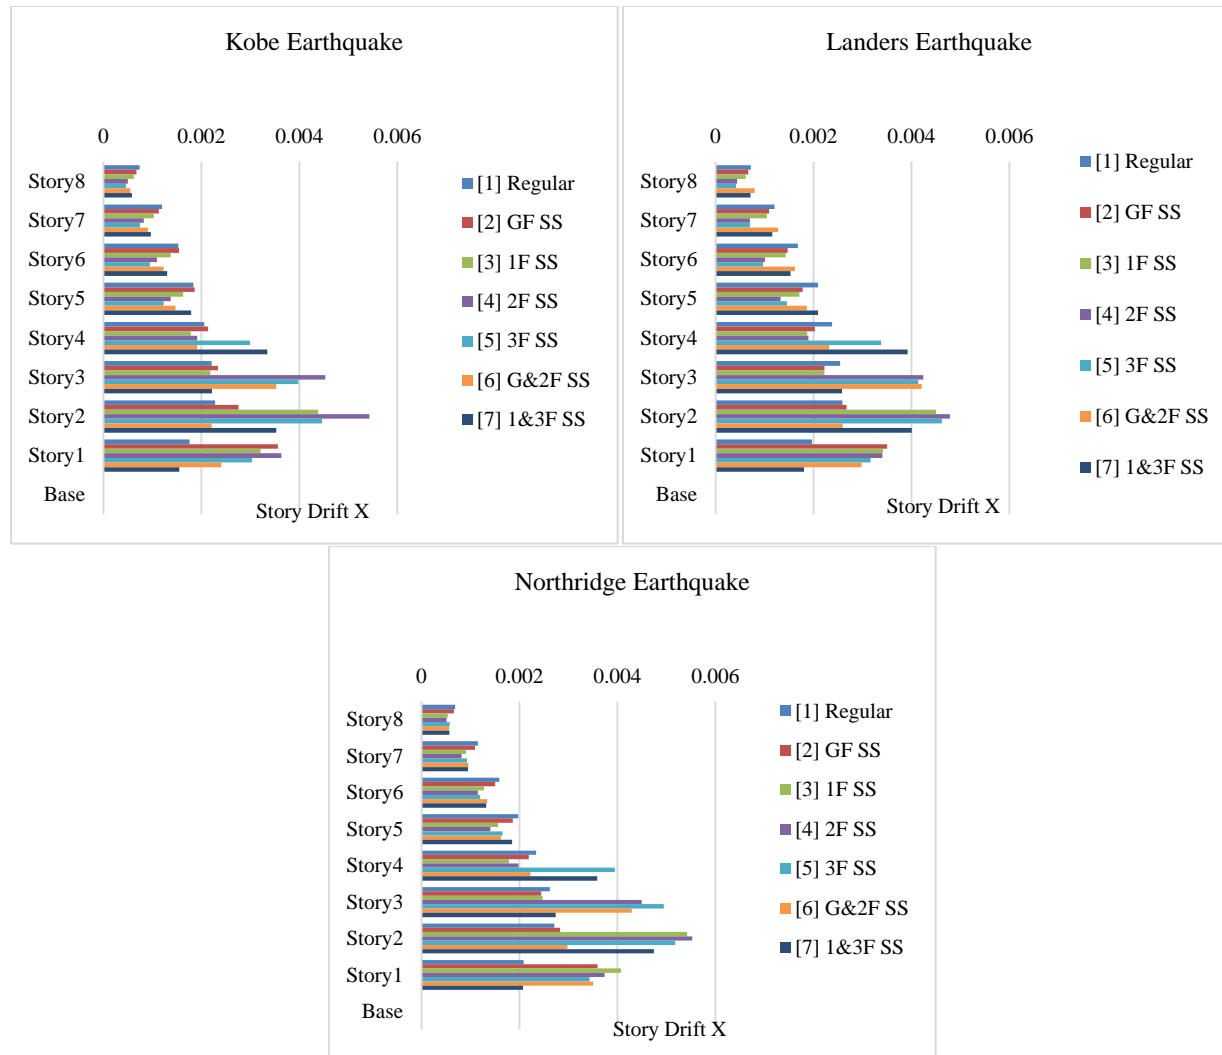 Kobe Earthquake
0 0.002 0.004 0.006
Story8
Story7
Story6
Story5
Story4
Story3
Story2
Story1
Base
Story Drift X
[1] Regular
[2] GF SS
[3] 1F SS
[4] 2F SS
[5] 3F SS
[6] G&2F SS
[7] 1&3F SS
Landers Earthquake
0 0.002 0.004 0.006
Story8
Story7
Story6
Story5
Story4
Story3
Story2
Story1
Base
Story Drift X
[1] Regular
[2] GF SS
[3] 1F SS
[4] 2F SS
[5] 3F SS
[6] G&2F SS
[7] 1&3F SS
Northridge Earthquake
0 0.002 0.004 0.006
Story8
Story7
Story6
Story5
Story4
Story3
Story2
Story1
Base
Story Drift X
[1] Regular
[2] GF SS
[3] 1F SS
[4] 2F SS
[5] 3F SS
[6] G&2F SS
[7] 1&3F SS